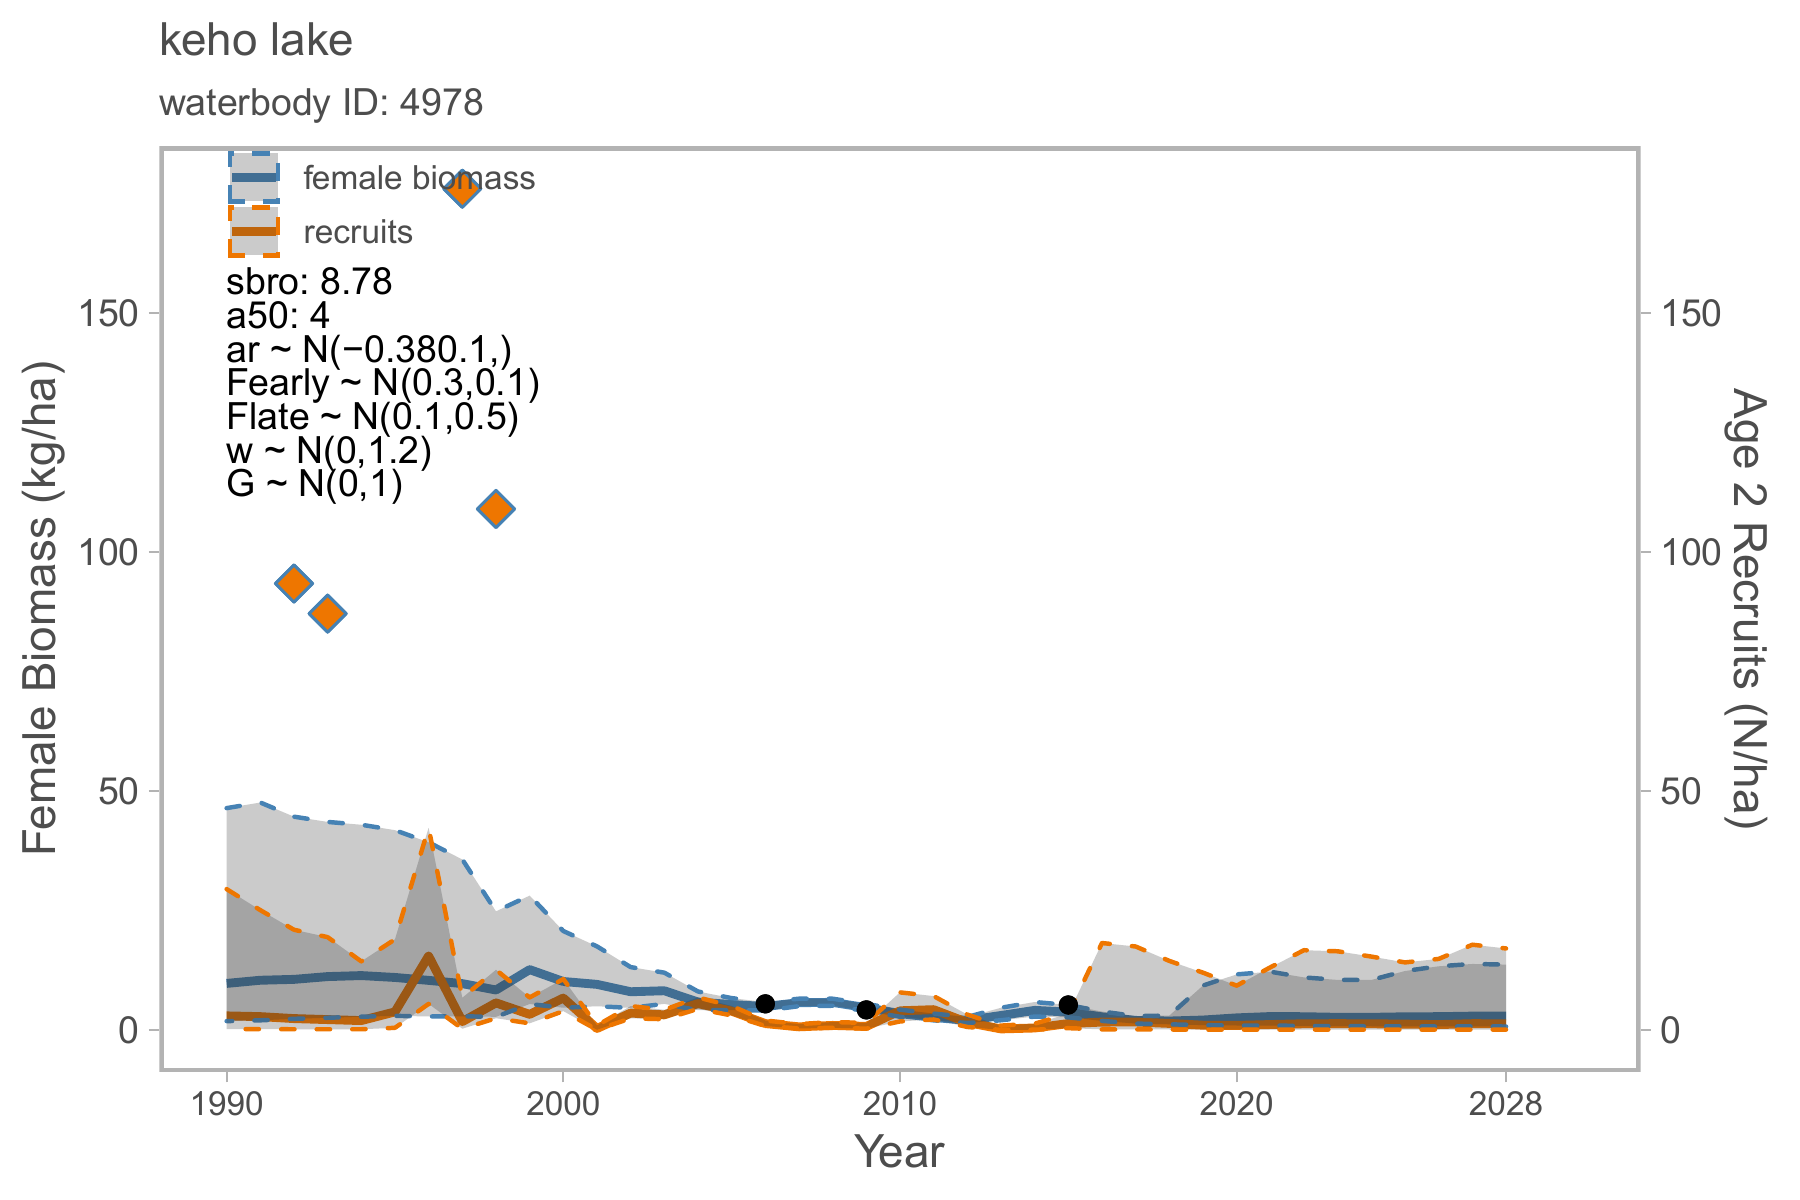 keho lake
waterbody ID: 4978
female biomass
recruits
sbro: 8.78
a50: 4
ar ~ N(−0.380.1,)
Fearly ~ N(0.3,0.1)
Flate ~ N(0.1,0.5)
w ~ N(0,1.2)
G ~ N(0,1)
Female Biomass (kg/ha)
150
100
50
0
150
100
50
0
Age 2 Recruits (N/ha)
1990
2000
2010
2020
2028
Year